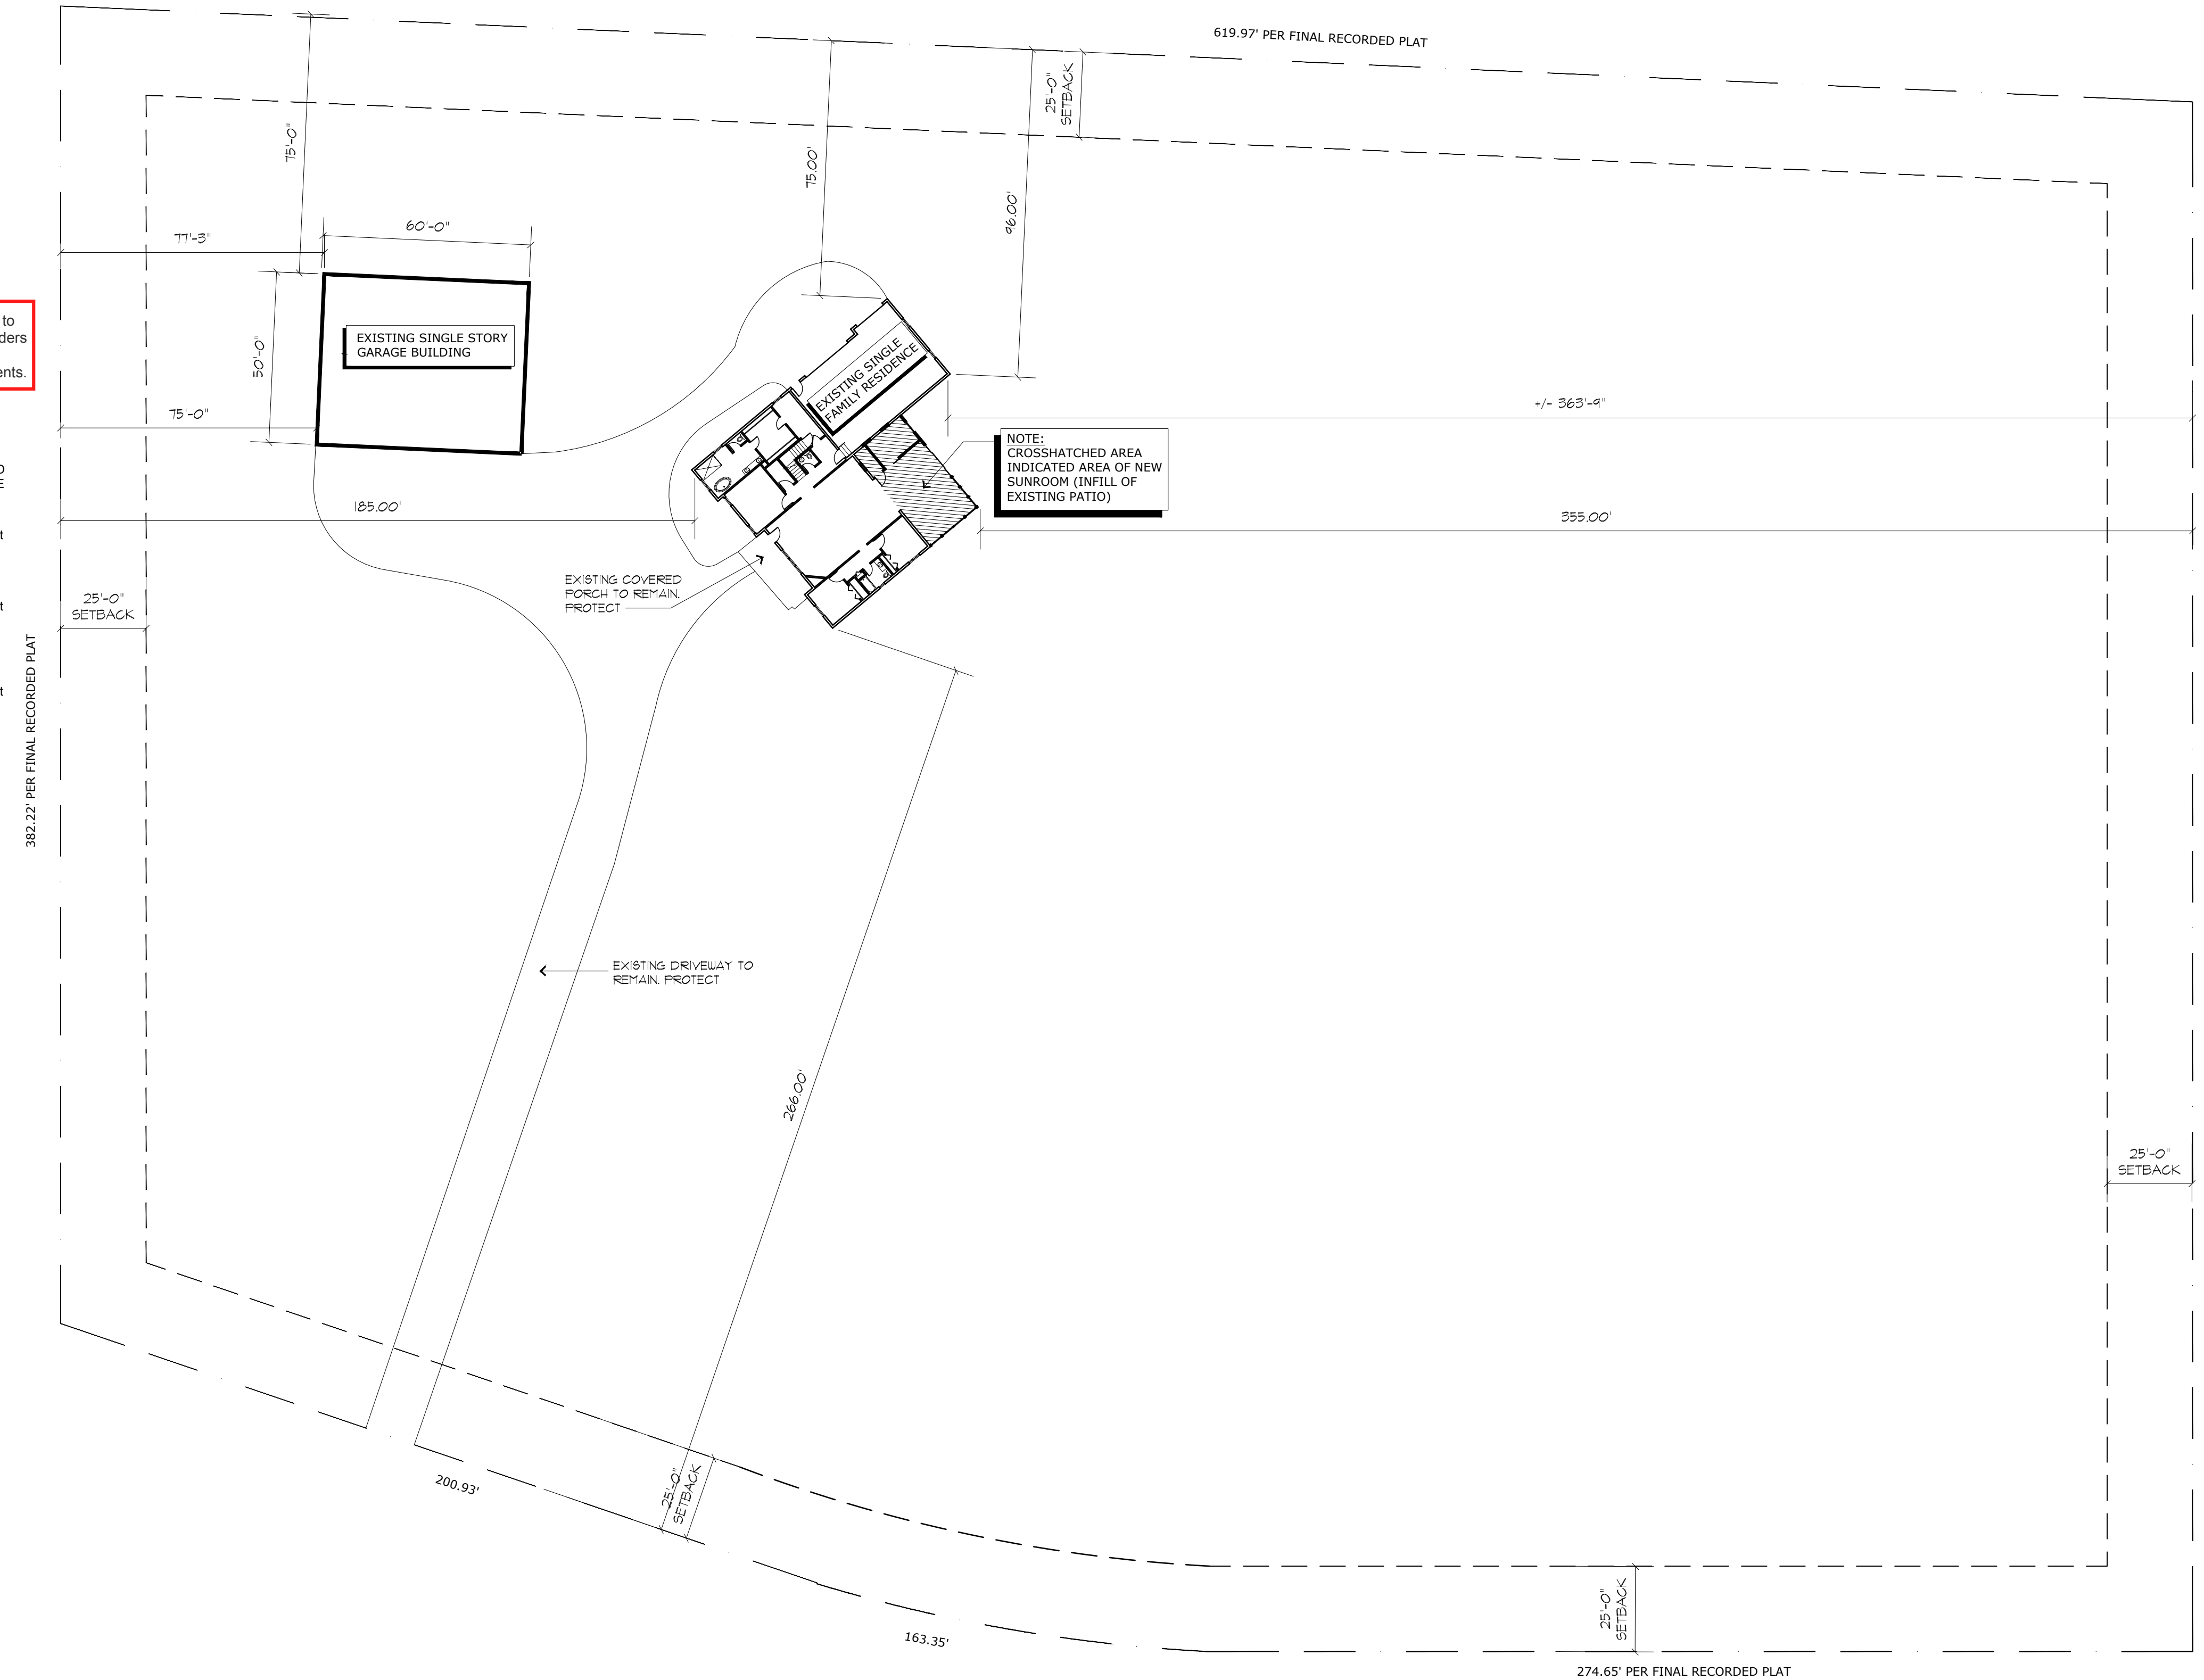 619.97' PER FINAL RECORDED PLAT
25'-0"
SETBACK
75'-0"
75.00'
96.00'
60'-0"
77'-3"
to
ders
ents.
EXISTING SINGLE STORY
GARAGE BUILDING
50'-0"
EXISTING SINGLE
FAMILY RESIDENCE
75'-0"
+/- 363'-9"
NOTE:
CROSSHATCHED AREA
INDICATED AREA OF NEW
SUNROOM (INFILL OF
EXISTING PATIO)
185.00'
355.00'
EXISTING COVERED
PORCH TO REMAIN.
PROTECT
25'-0"
SETBACK
382.22' PER FINAL RECORDED PLAT
EXISTING DRIVEWAY TO
REMAIN. PROTECT
266.00'
25'-0"
SETBACK
200.93'
25'-0"
SETBACK
163.35'
25'-0"
SETBACK
274.65' PER FINAL RECORDED PLAT